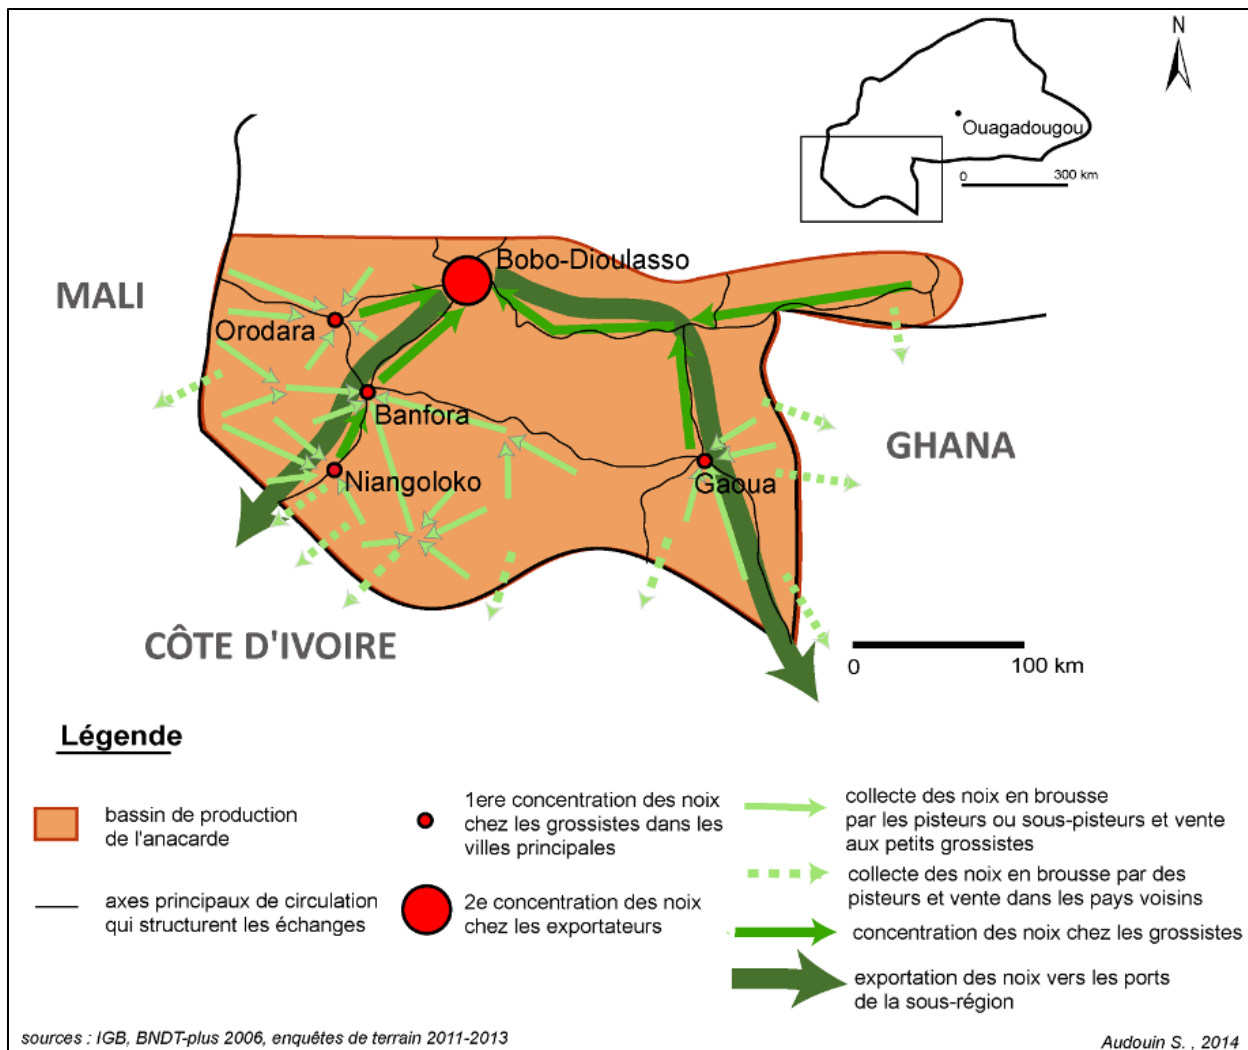 N
Ouagadougou
0 300 km
Bobo-Dioulasso
MALI
Orodara
Banfora
GHANA
Niangoloko
Gaoua
CÔTE D'IVOIRE
0 100 km
Légende
bassin de production
de l'anacarde
axes principaux de circulation
qui structurent les échanges
1ere concentration des noix
chez les grossistes dans les
villes principales
2e concentration des noix
chez les exportateurs
collecte des noix en brousse
par les pisteurs ou sous-pisteurs et vente
aux petits grossistes
collecte des noix en brousse par des
pisteurs et vente dans les pays voisins
concentration des noix chez les grossistes
exportation des noix vers les ports
de la sous-région
sources : IGB, BNDT-plus 2006, enquêtes de terrain 2011-2013
Audouin S. , 2014